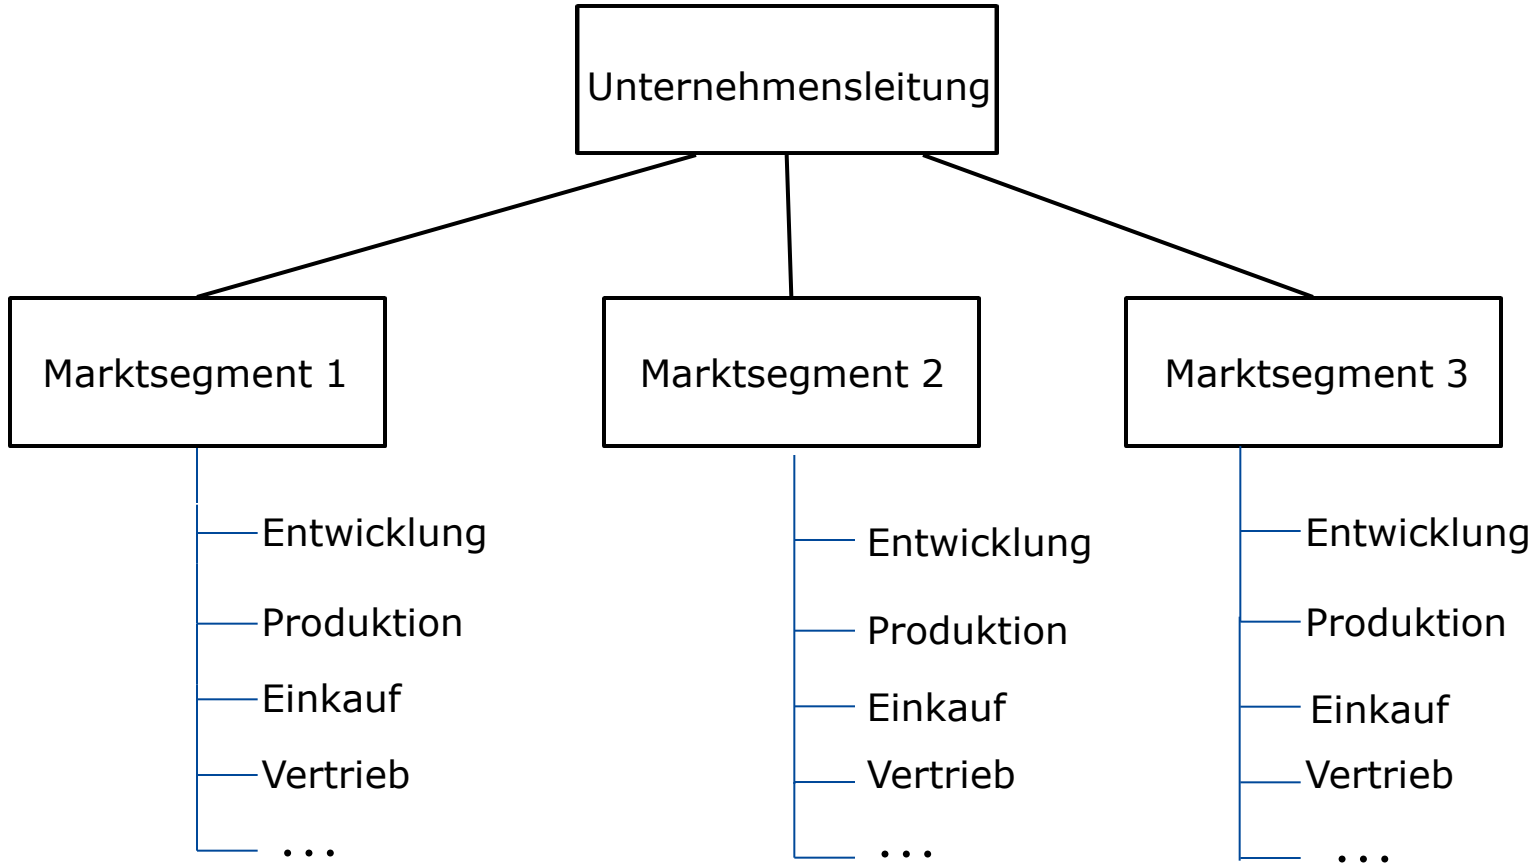 Unternehmensleitung
Marktsegment 1
Entwicklung
Produktion
Einkauf
Vertrieb
...
Marktsegment 2
Entwicklung
Produktion
Einkauf
Vertrieb
...
Marktsegment 3
Entwicklung
Produktion
Einkauf
Vertrieb
...